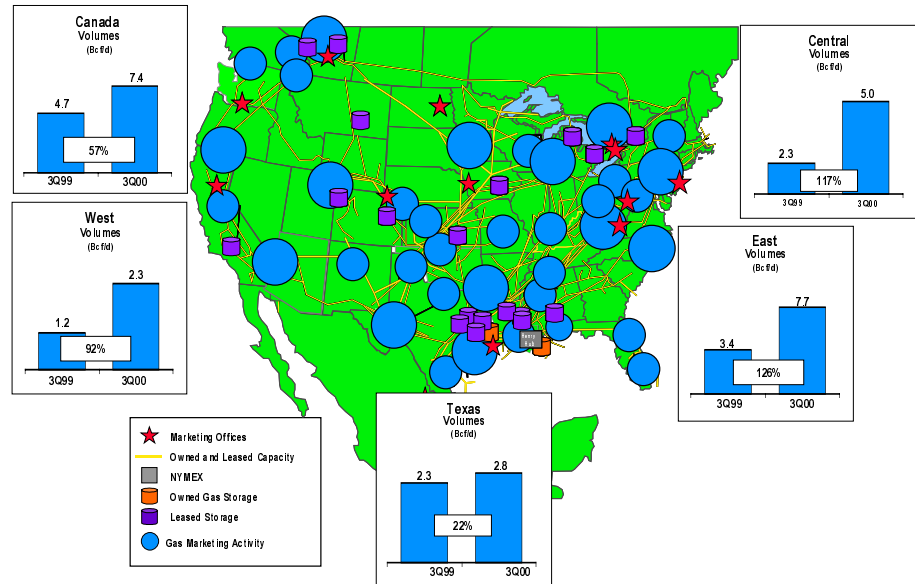 Canada
Volumes
(Bcf/d)
7.4
4.7
57%
3Q99
3Q00
West
Volumes
(Bcf/d)
2.3
1.2
92%
3Q99
3Q00
Central
Volumes
(Bcf/d)
5.0
2.3
117%
3Q99
3Q00
East
Volumes
(Bcf/d)
7.7
3.4
126%
3Q99
3Q00
Henry
Hub
Texas
Volumes
(Bcf/d)
2.3
2.8
22%
3Q99
3Q00
Marketing Offices
Owned and Leased Capacity
NYMEX
Owned Gas Storage
Leased Storage
Gas Marketing Activity